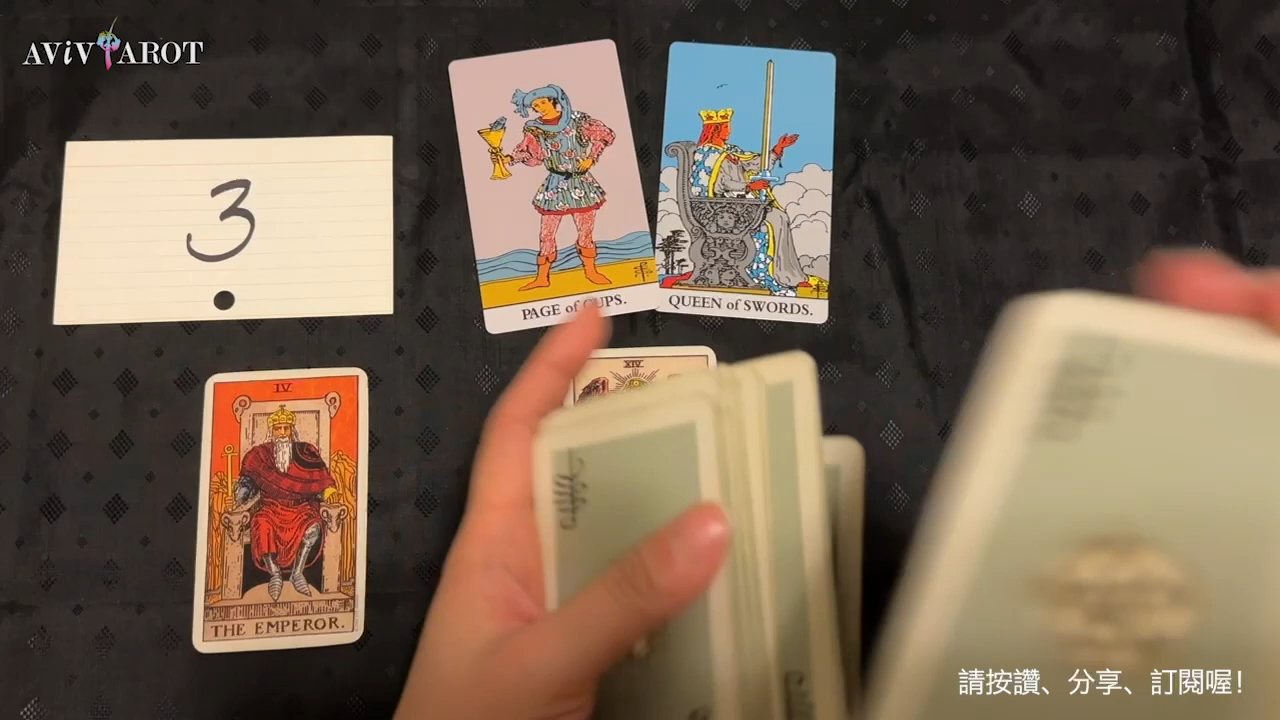 AViV TAROT
3
PAGE of CUPS.
QUEEN of SWORDS.
XIV
IV
THE EMPEROR.
請按讚、分享、訂閱喔!